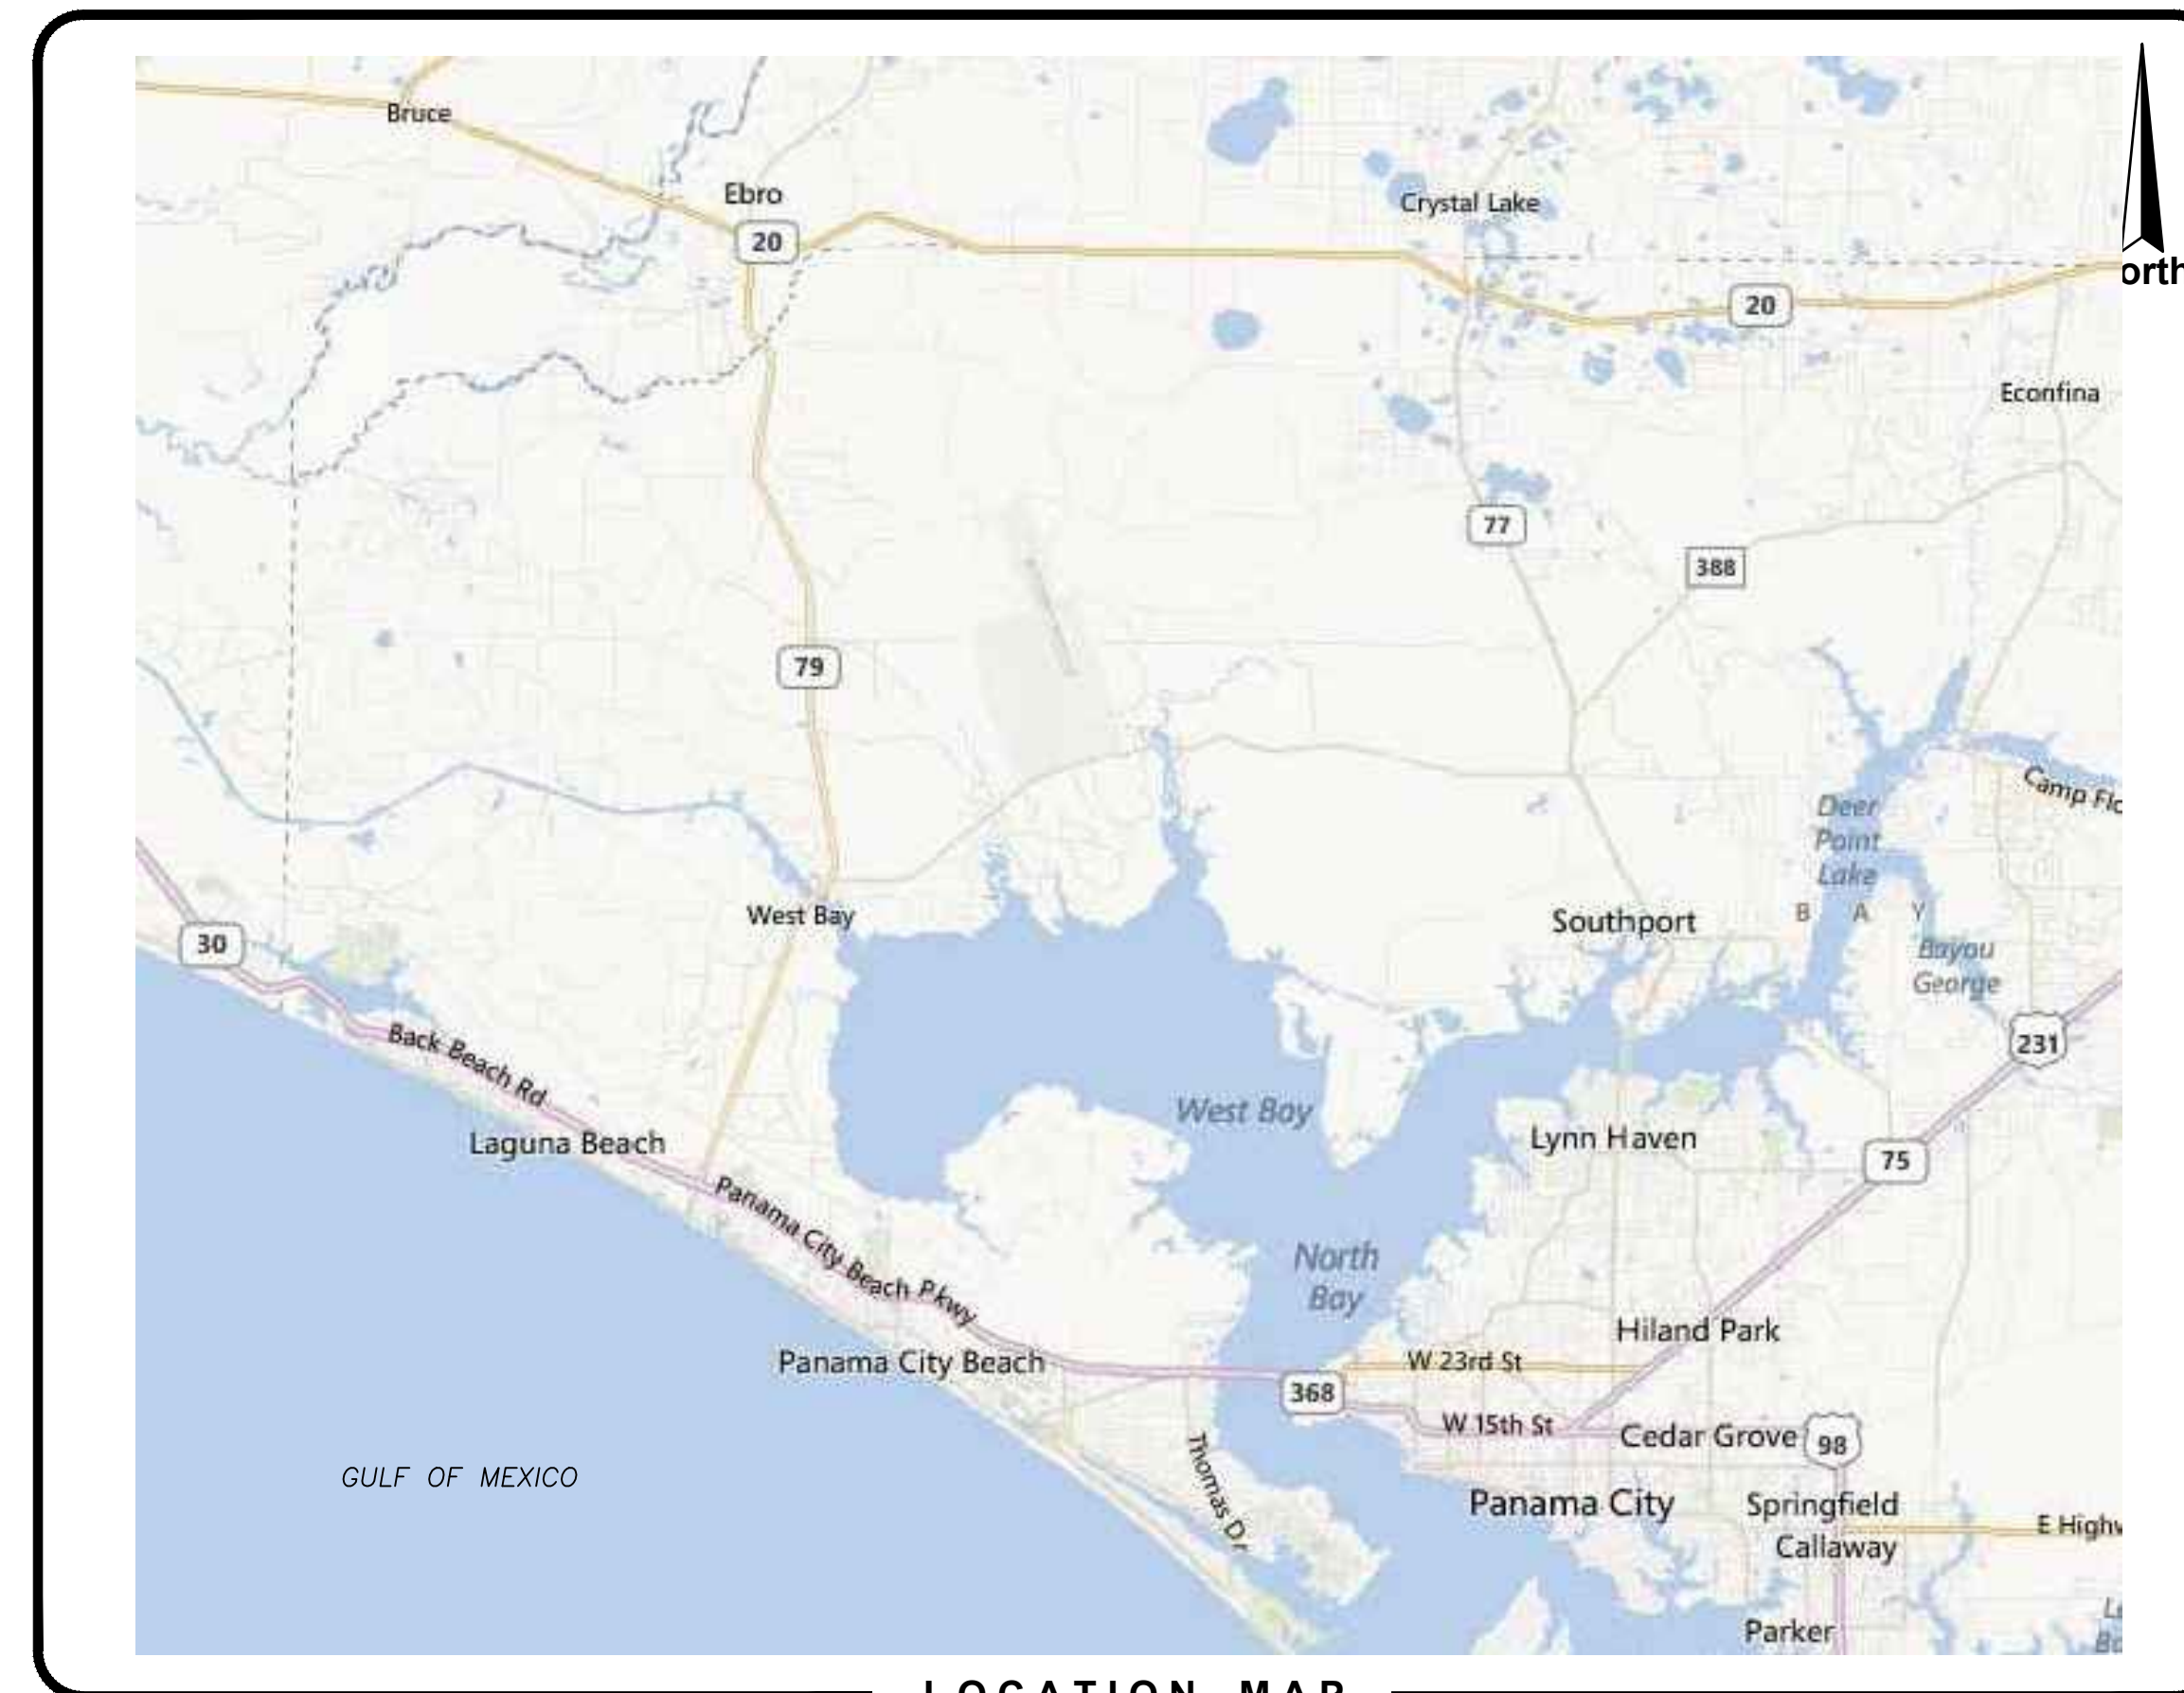 Bruce
Ebro
20
Crystal Lake
orth
20
Econfina
77
388
79
Camp Flo
Deer
Point
Lake
West Bay
Southport
B A Y
30
Bayou
George
231
Back Beach Rd
West Bay
Laguna Beach
Lynn Haven
75
Panama City Beach Pkwy
North
Bay
Hiland Park
Panama City Beach
W 23rd St
368
W 15th St
Cedar Grove
98
GULF OF MEXICO
Thomas Dr
Panama City
Springfield
E Highw
Callaway
Parker
LOCATION MAP